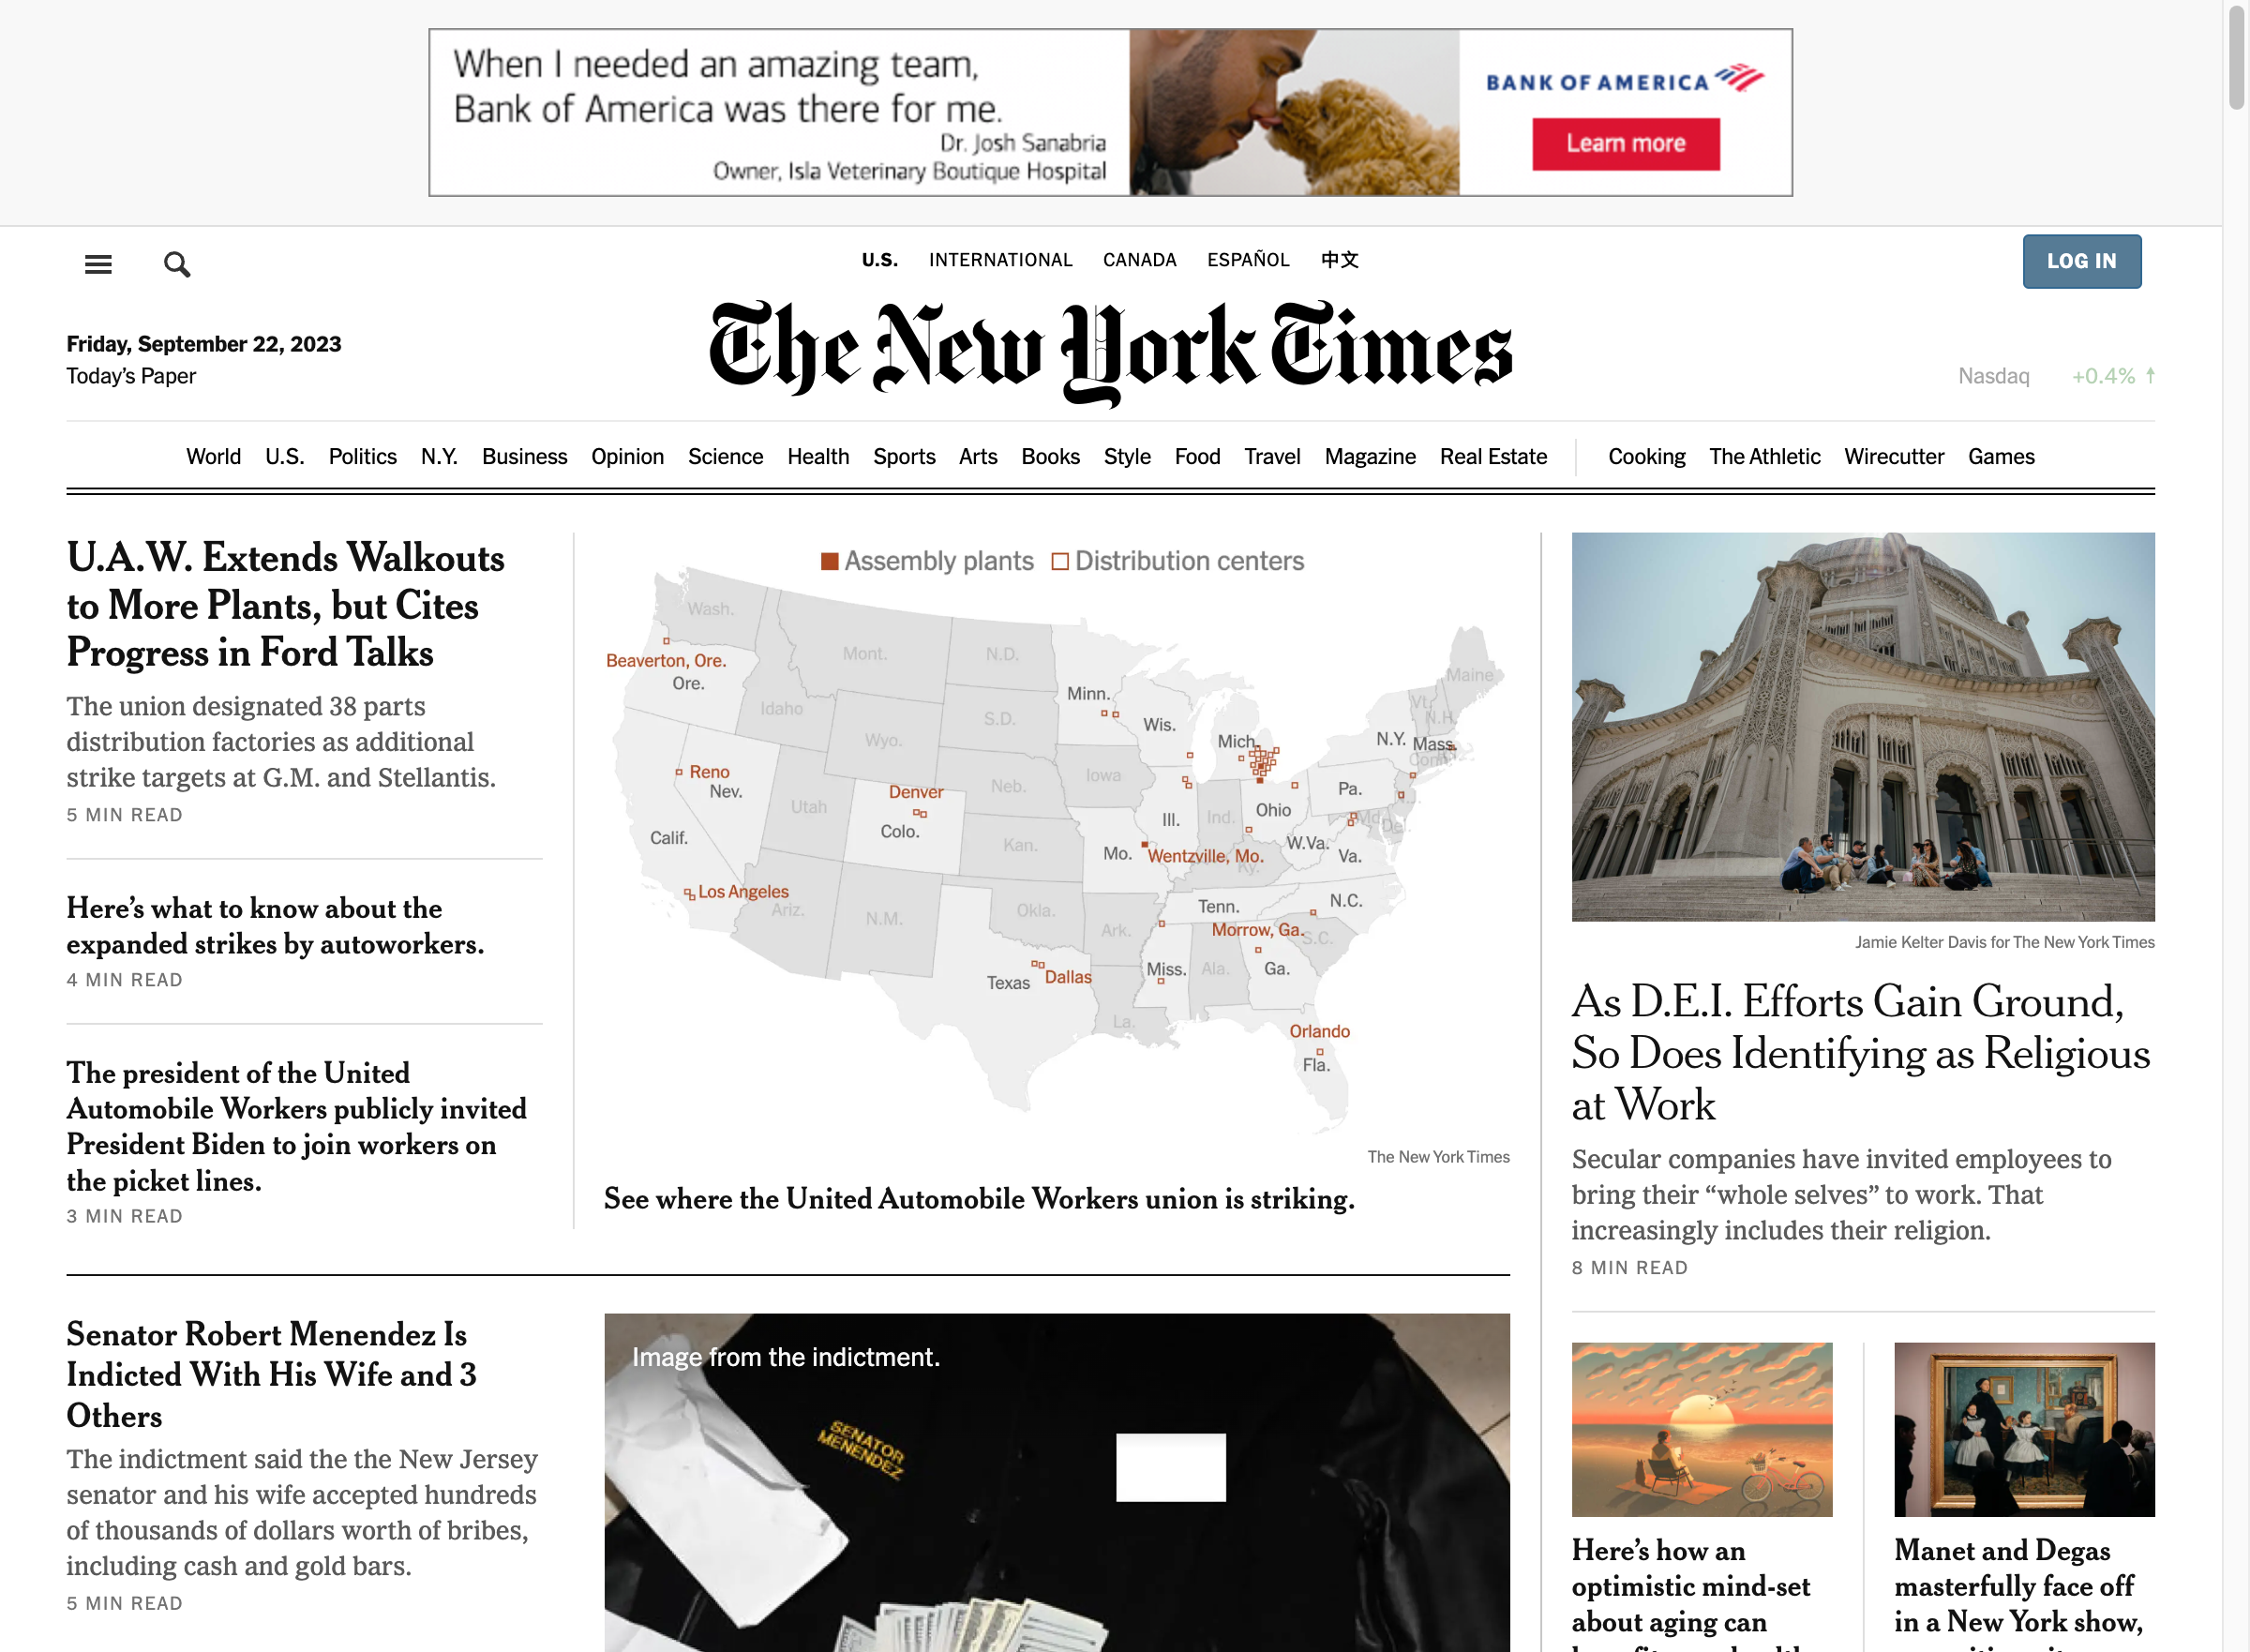 When I needed an amazing team,
Bank of America was there for me.
Dr. Josh Sanabria
Owner, Isla Veterinary Boutique Hospital
BANK OF AMERICA
Learn more
U.S. INTERNATIONAL CANADA ESPAÑOL 中文
LOG IN
The New York Times
Friday, September 22, 2023
Today's Paper
Nasdaq +0.4% ↑
World U.S. Politics N.Y. Business Opinion Science Health Sports Arts Books Style Food Travel Magazine Real Estate Cooking The Athletic Wirecutter Games
U.A.W. Extends Walkouts
to More Plants, but Cites
Progress in Ford Talks
The union designated 38 parts
distribution factories as additional
strike targets at G.M. and Stellantis.
5 MIN READ
Here's what to know about the
expanded strikes by autoworkers.
4 MIN READ
The president of the United
Automobile Workers publicly invited
President Biden to join workers on
the picket lines.
3 MIN READ
Assembly plants Distribution centers
Wash.
Beaverton, Ore.
Ore.
Mont.
N.D.
Minn.
Maine
Idaho
S.D.
Wis.
Vt.
N.H.
Wyo.
Mich.
N.Y.
Mass.
Conn.
Reno
Nev.
Iowa
Neb.
Denver
Utah
Pa.
N.J.
Colo.
Calif.
Ill.
Ind.
Ohio
Md.
Del.
Kan.
Mo.
Wentzville, Mo.
Ky.
W.Va.
Va.
Los Angeles
Ariz.
N.M.
Okla.
Ark.
Tenn.
N.C.
Morrow, Ga.
S.C.
Texas
Dallas
Miss.
Ala.
Ga.
La.
Orlando
Fla.
The New York Times
See where the United Automobile Workers union is striking.
Jamie Kelter Davis for The New York Times
As D.E.I. Efforts Gain Ground,
So Does Identifying as Religious
at Work
Secular companies have invited employees to
bring their “whole selves” to work. That
increasingly includes their religion.
8 MIN READ
Senator Robert Menendez Is
Indicted With His Wife and 3
Others
The indictment said the the New Jersey
senator and his wife accepted hundreds
of thousands of dollars worth of bribes,
including cash and gold bars.
5 MIN READ
Image from the indictment.
SENATOR
MENENDEZ
Here's how an
optimistic mind-set
about aging can
Manet and Degas
masterfully face off
in a New York show,